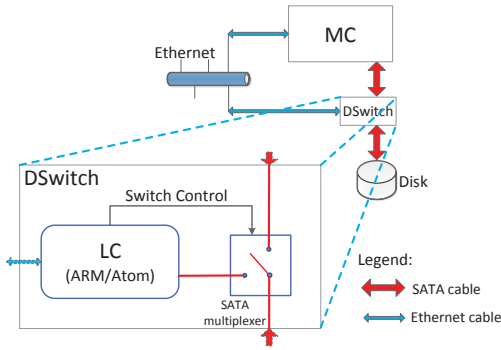 MC
Ethernet
DSwitch
Disk
DSwitch
Switch Control
LC
(ARM/Atom)
SATA
multiplexer
Legend:
SATA cable
Ethernet cable